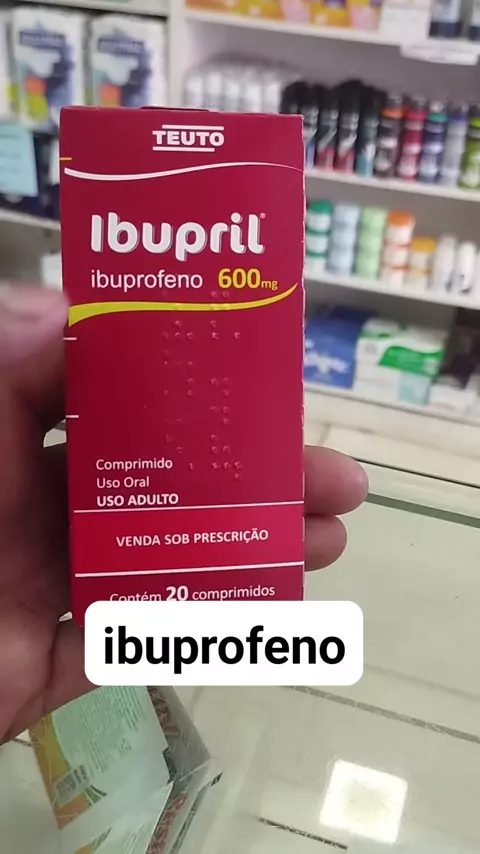 TEUTO
Ibupril®
ibuprofeno 600mg
Comprimido
Uso Oral
USO ADULTO
VENDA SOB PRESCRIÇÃO
Contém 20 comprimidos
ibuprofeno